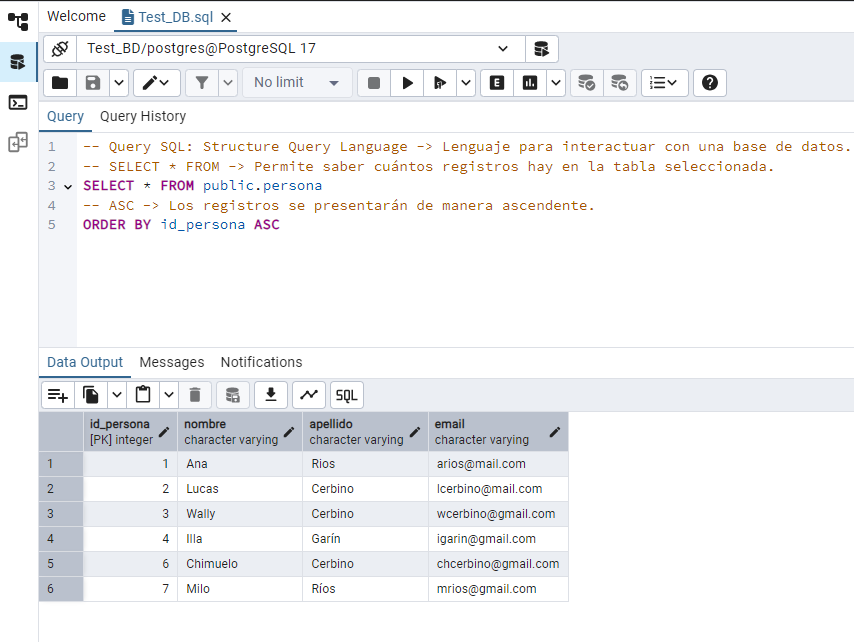 Welcome Test_DB.sql
Test_BD/postgres@PostgreSQL 17
No limit
E
Query Query History
1 -- Query SQL: Structure Query Language -> Lenguaje para interactuar con una base de datos.
2 -- SELECT * FROM -> Permite saber cuántos registros hay en la tabla seleccionada.
3 SELECT * FROM public.persona
4 -- ASC -> Los registros se presentarán de manera ascendente.
5 ORDER BY id_persona ASC
Data Output Messages Notifications
SQL
id_persona nombre apellido email
[PK] integer character varying character varying character varying
1 1 Ana Rios arios@mail.com
2 2 Lucas Cerbino lcerbino@mail.com
3 3 Wally Cerbino wcerbino@gmail.com
4 4 Illa Garín igarin@gmail.com
5 6 Chimuelo Cerbino chcerbino@gmail.com
6 7 Milo Ríos mrios@gmail.com